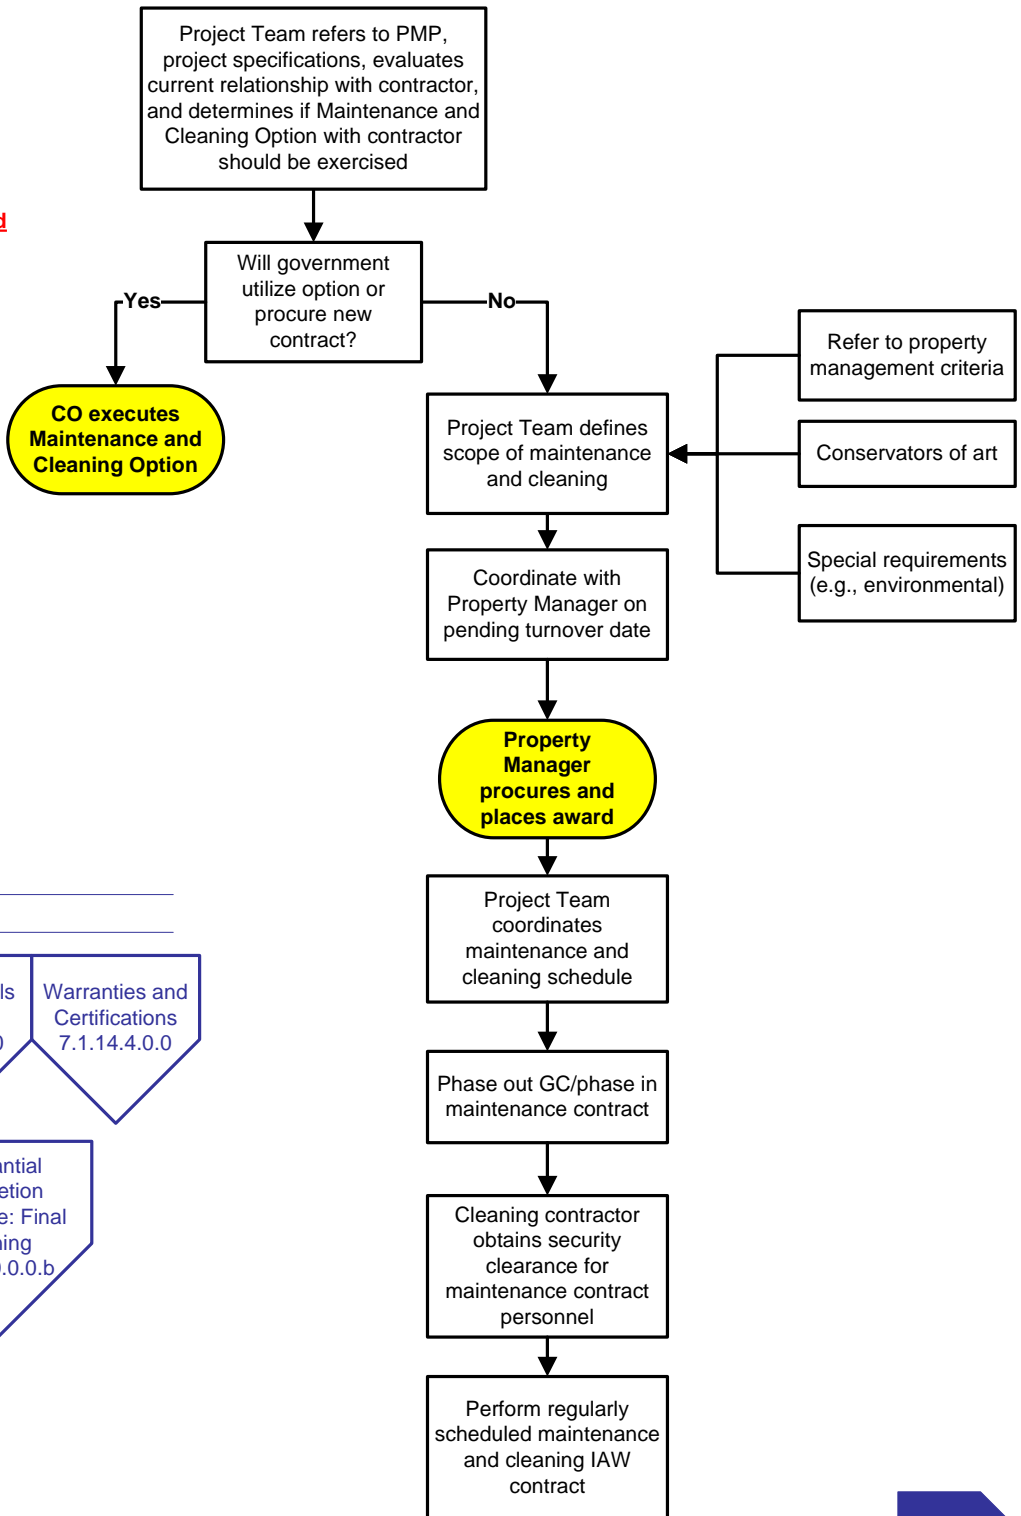 Project Team refers to PMP,
project specifications, evaluates
current relationship with contractor,
and determines if Maintenance and
Cleaning Option with contractor
should be exercised
Will government
utilize option or
procure new
contract?
Yes
No
CO executes
Maintenance and
Cleaning Option
Project Team defines
scope of maintenance
and cleaning
Refer to property
management criteria
Conservators of art
Special requirements
(e.g., environmental)
Coordinate with
Property Manager on
pending turnover date
Property
Manager
procures and
places award
Project Team
coordinates
maintenance and
cleaning schedule
Warranties and
Certifications
7.1.14.4.0.0
Phase out GC/phase in
maintenance contract
Final
Cleaning contractor
obtains security
clearance for
maintenance contract
personnel
Perform regularly
scheduled maintenance
and cleaning IAW
contract